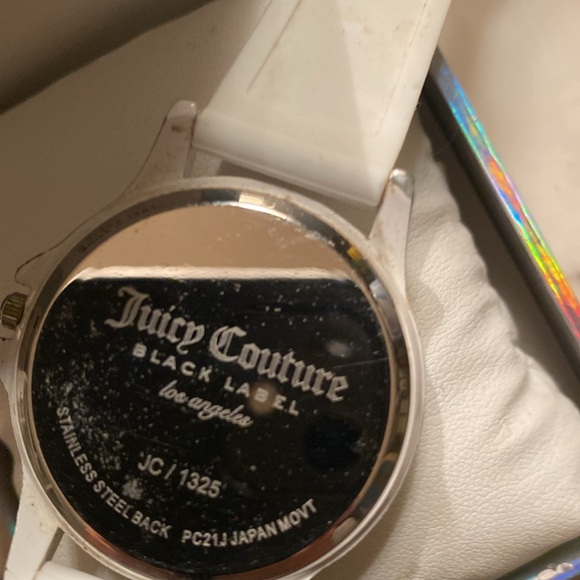 Juicy Couture
BLACK LABEL
los angeles
JC / 1325
STAINLESS STEEL BACK PC21J JAPAN MOVT